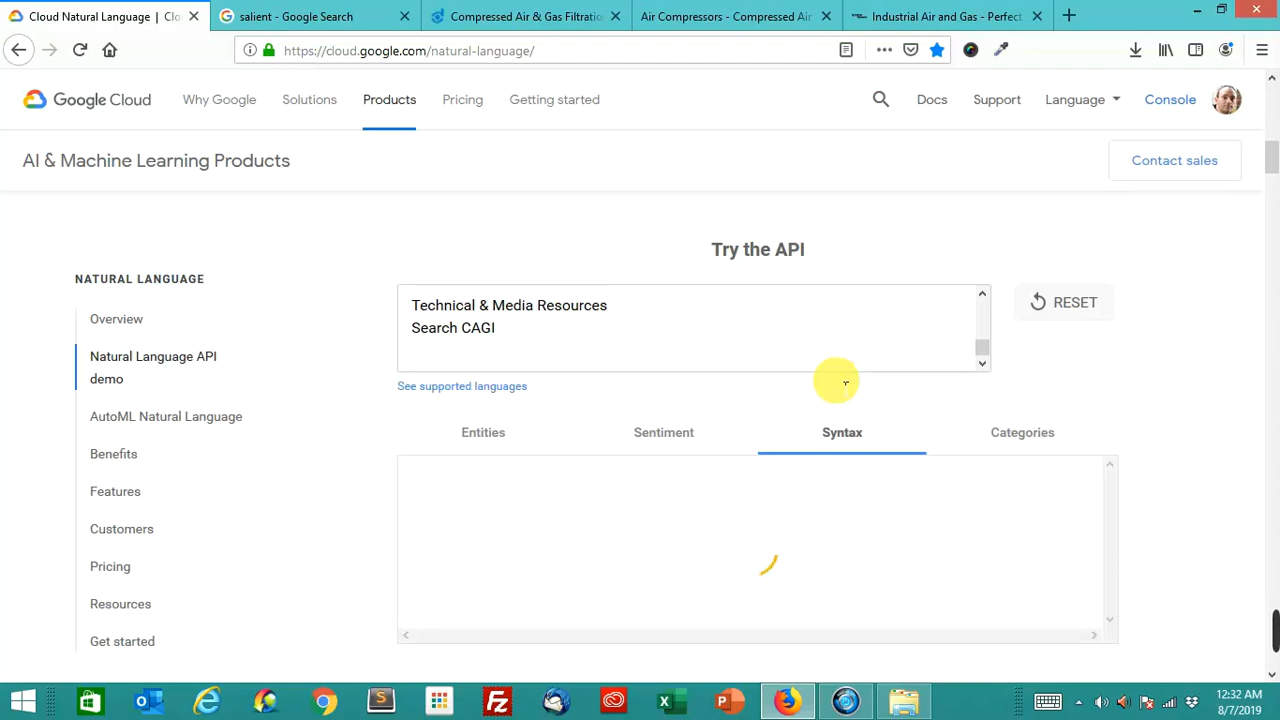 Cloud Natural Language | Clo
salient - Google Search
Compressed Air & Gas Filtration
Air Compressors - Compressed Air
Industrial Air and Gas - Perfect
https://cloud.google.com/natural-language/
Google Cloud
Why Google
Solutions
Products
Pricing
Getting started
Docs
Support
Language
Console
AI & Machine Learning Products
Contact sales
Try the API
NATURAL LANGUAGE
Overview
Natural Language API
demo
AutoML Natural Language
Benefits
Features
Customers
Pricing
Resources
Get started
Technical & Media Resources
Search CAGI
RESET
See supported languages
Entities
Sentiment
Syntax
Categories
12:32 AM
8/7/2019